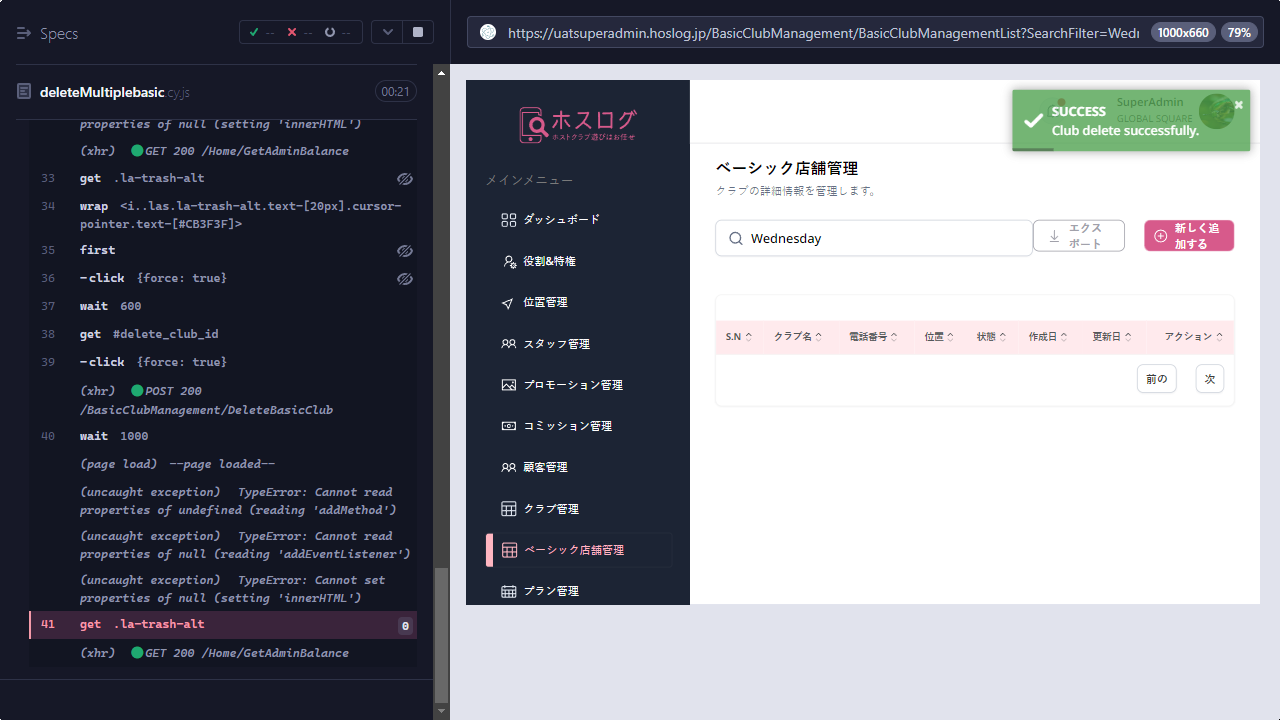 Specs
-- -- --
deleteMultiplebasic.cy.js 00:21
properties of null (setting 'innerHTML')
(xhr) GET 200 /Home/GetAdminBalance
33 get .la-trash-alt
34 wrap <i..las.la-trash-alt.text-[20px].cursor-
pointer.text-[#CB3F3F]>
35 first
36 -click {force: true}
37 wait 600
38 get #delete_club_id
39 -click {force: true}
(xhr) POST 200
/BasicClubManagement/DeleteBasicClub
40 wait 1000
(page load) --page loaded--
(uncaught exception) TypeError: Cannot read
properties of undefined (reading 'addMethod')
(uncaught exception) TypeError: Cannot read
properties of null (reading 'addEventListener')
(uncaught exception) TypeError: Cannot set
properties of null (setting 'innerHTML')
41 get .la-trash-alt 0
(xhr) GET 200 /Home/GetAdminBalance
https://uatsuperadmin.hoslog.jp/BasicClubManagement/BasicClubManagementList?SearchFilter=Wedn
1000x660 79%
ホスログ
ホストクラブ遊びはお任せ
メインメニュー
ダッシュボード
役割&特権
位置管理
スタッフ管理
プロモーション管理
コミッション管理
顧客管理
クラブ管理
ベーシック店舗管理
プラン管理
SuperAdmin
GLOBAL SQUARE
SUCCESS
Club delete successfully.
ベーシック店舗管理
クラブの詳細情報を管理します。
Wednesday
エクス
ポート
新しく追
加する
S.N クラブ名 電話番号 位置 状態 作成日 更新日 アクション
前の 次